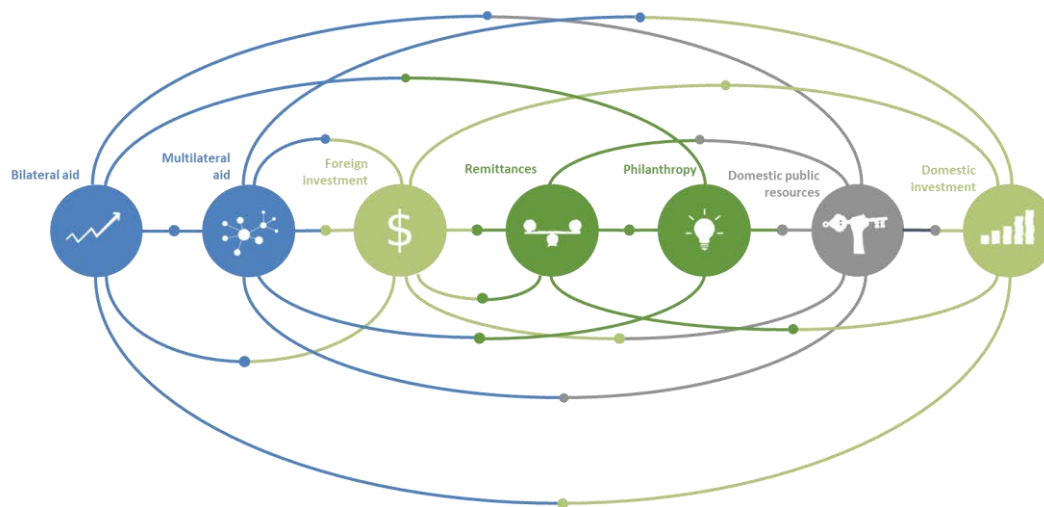 Bilateral aid
Multilateral
aid
Foreign
investment
$
Remittances
Philanthropy
Domestic public
resources
Domestic
investment